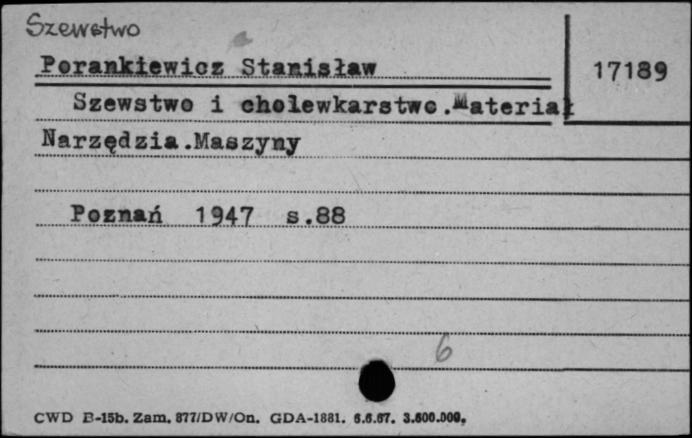 Szewstwo
Porankiewicz Stanisław
17189
Szewstwo i cholewkarstwo.Materiał
Narzędzia.Maszyny
Poznań 1947 s.88
6
CWD B-15b. Zam. 877/DW/On. GDA-1881. 6.6.67. 3.600.000.